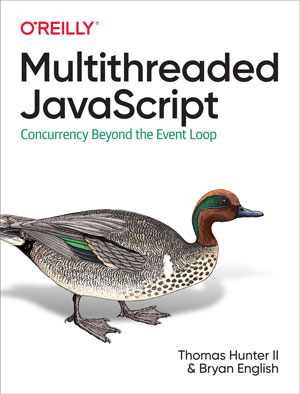 O'REILLY®
Multithreaded
JavaScript
Concurrency Beyond the Event Loop
Thomas Hunter II
& Bryan English